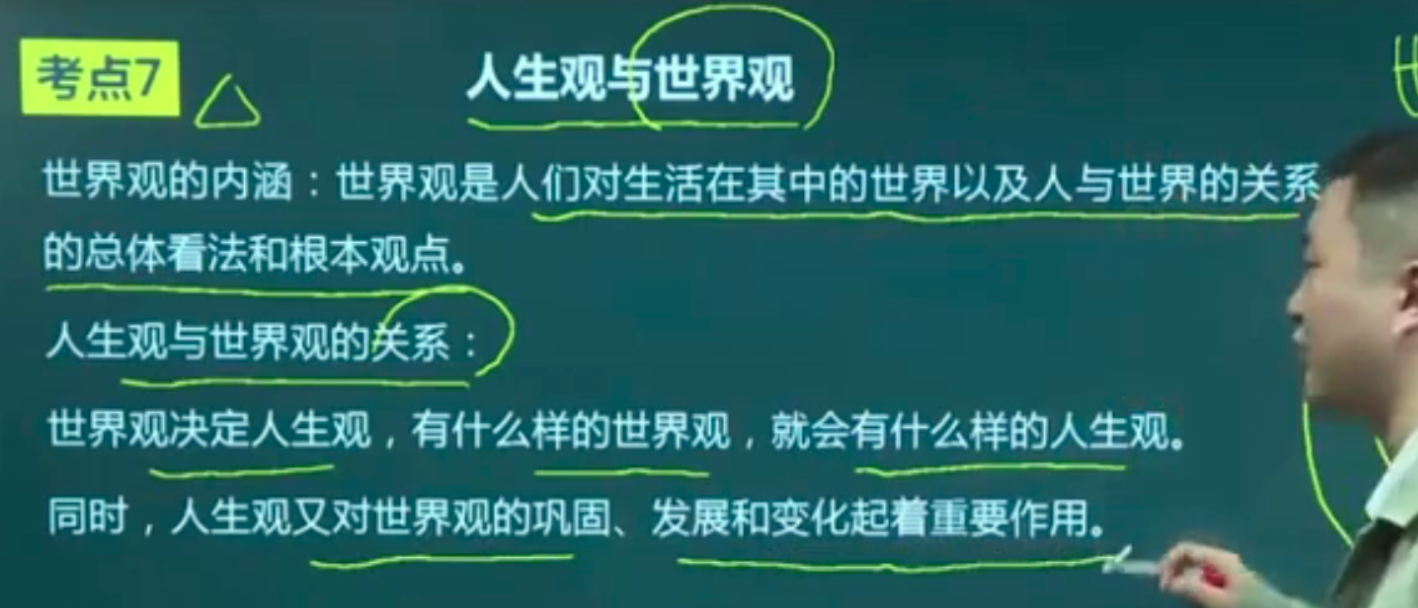 考点7
人生观与世界观
世界观的内涵：世界观是人们对生活在其中的世界以及人与世界的关系
的总体看法和根本观点。
人生观与世界观的关系：
世界观决定人生观，有什么样的世界观，就会有什么样的人生观。
同时，人生观又对世界观的巩固、发展和变化起着重要作用。